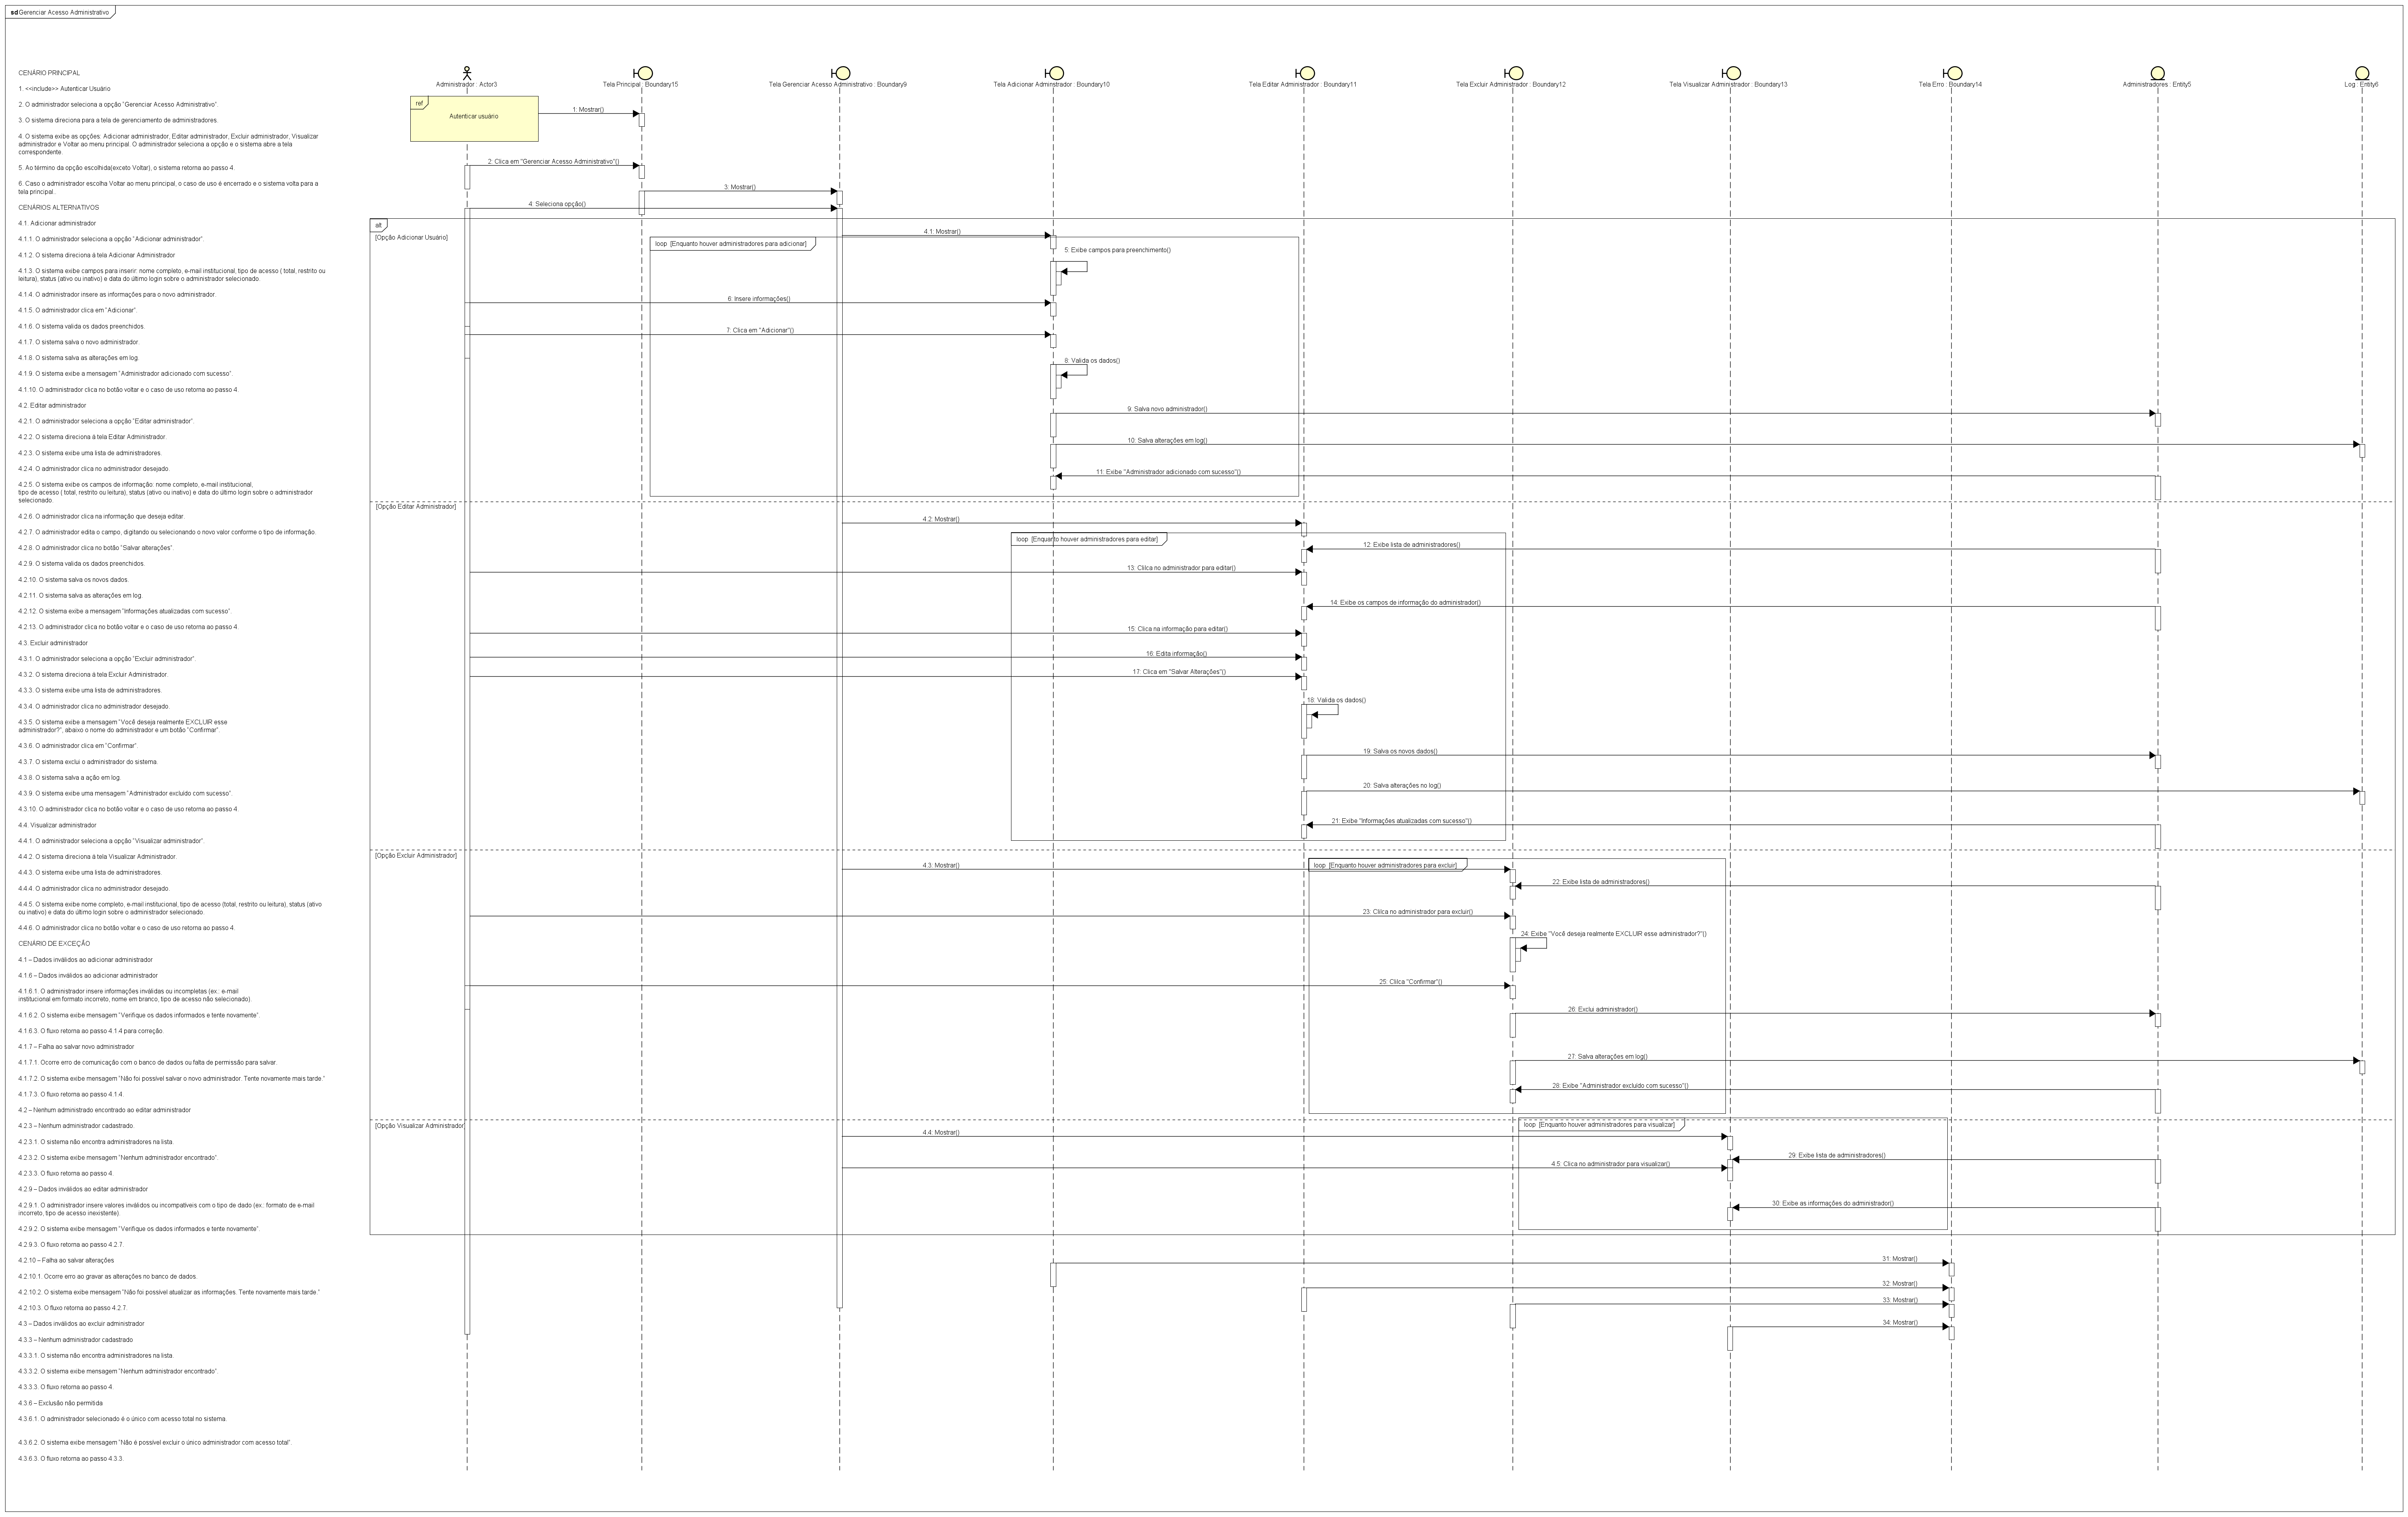 sd Gerenciar Acesso Administrativo
CENÁRIO PRINCIPAL
1. <<include>> Autenticar Usuário
2. O administrador seleciona a opção "Gerenciar Acesso Administrativo".
3. O sistema direciona para a tela de gerenciamento de administradores.
4. O sistema exibe as opções: Adicionar administrador, Editar administrador, Excluir administrador, Visualizar
administrador e Voltar ao menu principal. O administrador seleciona a opção e o sistema abre a tela
correspondente.
5. Ao término da opção escolhida(exceto Voltar), o sistema retorna ao passo 4.
6. Caso o administrador escolha Voltar ao menu principal, o caso de uso é encerrado e o sistema volta para a
tela principal.
CENÁRIOS ALTERNATIVOS
4.1. Adicionar administrador
4.1.1. O administrador seleciona a opção "Adicionar administrador".
4.1.2. O sistema direciona à tela Adicionar Administrador
4.1.3. O sistema exibe campos para inserir: nome completo, e-mail institucional, tipo de acesso ( total, restrito ou
leitura), status (ativo ou inativo) e data do último login sobre o administrador selecionado.
4.1.4. O administrador insere as informações para o novo administrador.
4.1.5. O administrador clica em "Adicionar".
4.1.6. O sistema valida os dados preenchidos.
4.1.7. O sistema salva o novo administrador.
4.1.8. O sistema salva as alterações em log.
4.1.9. O sistema exibe a mensagem "Administrador adicionado com sucesso".
4.1.10. O administrador clica no botão voltar e o caso de uso retorna ao passo 4.
4.2. Editar administrador
4.2.1. O administrador seleciona a opção "Editar administrador".
4.2.2. O sistema direciona à tela Editar Administrador
4.2.3. O sistema exibe uma lista de administradores.
4.2.4. O administrador clica no administrador desejado.
4.2.5. O sistema exibe os campos de informação: nome completo, e-mail institucional,
tipo de acesso ( total, restrito ou leitura), status (ativo ou inativo) e data do último login sobre o administrador
selecionado.
4.2.6. O administrador clica na informação que deseja editar.
4.2.7. O administrador edita o campo, digitando ou selecionando o novo valor conforme o tipo de informação.
4.2.8. O administrador clica no botão "Salvar alterações".
4.2.9. O sistema valida os dados preenchidos.
4.2.10. O sistema salva os novos dados.
4.2.11. O sistema salva as alterações em log.
4.2.12. O sistema exibe a mensagem "Informações atualizadas com sucesso".
4.2.13. O administrador clica no botão voltar e o caso de uso retorna ao passo 4.
4.3. Excluir administrador
4.3.1. O administrador seleciona a opção "Excluir administrador".
4.3.2. O sistema direciona à tela Excluir Administrador.
4.3.3. O sistema exibe uma lista de administradores.
4.3.4. O administrador clica no administrador desejado.
4.3.5. O sistema exibe a mensagem "Você deseja realmente EXCLUIR esse
administrador?", abaixo o nome do administrador e um botão "Confirmar".
4.3.6. O administrador clica em "Confirmar".
4.3.7. O sistema exclui o administrador do sistema.
4.3.8. O sistema salva a ação em log.
4.3.9. O sistema exibe uma mensagem "Administrador excluído com sucesso".
4.3.10. O administrador clica no botão voltar e o caso de uso retorna ao passo 4.
4.4. Visualizar administrador
4.4.1. O administrador seleciona a opção "Visualizar administrador".
4.4.2. O sistema direciona à tela Visualizar Administrador.
4.4.3. O sistema exibe uma lista de administradores.
4.4.4. O administrador clica no administrador desejado.
4.4.5. O sistema exibe nome completo, e-mail institucional, tipo de acesso (total, restrito ou leitura), status (ativo
ou inativo) e data do último login sobre o administrador selecionado
4.4.6. O administrador clica no botão voltar e o caso de uso retorna ao passo 4.
CENÁRIO DE EXCEÇÃO
4.1 – Dados inválidos ao adicionar administrador
4.1.6 – Dados inválidos ao adicionar administrador
4.1.6.1. O administrador insere informações inválidas ou incompletas (ex.: e-mail
institucional em formato incorreto, nome em branco, tipo de acesso não selecionado).
4.1.6.2. O sistema exibe mensagem "Verifique os dados informados e tente novamente".
4.1.6.3. O fluxo retorna ao passo 4.1.4 para correção.
4.1.7 – Falha ao salvar novo administrador
4.1.7.1. Ocorre erro de comunicação com o banco de dados ou falta de permissão para salvar.
4.1.7.2. O sistema exibe mensagem "Não foi possível salvar o novo administrador. Tente novamente mais tarde."
4.1.7.3. O fluxo retorna ao passo 4.1.4.
4.2 – Nenhum administrado encontrado ao editar administrador
4.2.3 – Nenhum administrador cadastrado.
4.2.3.1. O sistema não encontra administradores na lista.
4.2.3.2. O sistema exibe mensagem "Nenhum administrador encontrado".
4.2.3.3. O fluxo retorna ao passo 4.
4.2.9 – Dados inválidos ao editar administrador
4.2.9.1. O administrador insere valores inválidos ou incompatíveis com o tipo de dado (ex.: formato de e-mail
incorreto, tipo de acesso inexistente).
4.2.9.2. O sistema exibe mensagem "Verifique os dados informados e tente novamente".
4.2.9.3. O fluxo retorna ao passo 4.2.7.
4.2.10 – Falha ao salvar alterações
4.2.10.1. Ocorre erro ao gravar as alterações no banco de dados.
4.2.10.2. O sistema exibe mensagem "Não foi possível atualizar as informações. Tente novamente mais tarde."
4.2.10.3. O fluxo retorna ao passo 4.2.7.
4.3 – Dados inválidos ao excluir administrador
4.3.3 – Nenhum administrador cadastrado
4.3.3.1. O sistema não encontra administradores na lista.
4.3.3.2. O sistema exibe mensagem "Nenhum administrador encontrado".
4.3.3.3. O fluxo retorna ao passo 4.
4.3.6 – Exclusão não permitida
4.3.6.1. O administrador selecionado é o único com acesso total no sistema.
4.3.6.2. O sistema exibe mensagem "Não é possível excluir o único administrador com acesso total".
4.3.6.3. O fluxo retorna ao passo 4.3.3.
Administrador : Actor3
Tela Principal : Boundary15
Tela Gerenciar Acesso Administrativo : Boundary9
Tela Adicionar Administrador : Boundary10
Tela Editar Administrador : Boundary11
Tela Excluir Administrador : Boundary12
Tela Visualizar Administrador : Boundary13
Tela Erro : Boundary14
Administradores : Entity5
Log : Entity6
ref
Autenticar usuário
1: Mostrar()
2: Clica em "Gerenciar Acesso Administrativo"()
3: Mostrar()
4: Seleciona opção()
alt
[Opção Adicionar Usuário]
4.1: Mostrar()
loop [Enquanto houver administradores para adicionar]
5: Exibe campos para preenchimento()
6: Insere informações()
7: Clica em "Adicionar"()
8: Valida os dados()
9: Salva novo administrador()
10: Salva alterações em log()
11: Exibe "Administrador adicionado com sucesso"()
[Opção Editar Administrador]
4.2: Mostrar()
loop [Enquanto houver administradores para editar]
12: Exibe lista de administradores()
13: Clilca no administrador para editar()
14: Exibe os campos de informação do administrador()
15: Clica na informação para editar()
16: Edita informação()
17: Clica em "Salvar Alterações"()
18: Valida os dados()
19: Salva os novos dados()
20: Salva alterações no log()
21: Exibe "Informações atualizadas com sucesso"()
[Opção Excluir Administrador]
4.3: Mostrar()
loop [Enquanto houver administradores para excluir]
22: Exibe lista de administradores()
23: Clilca no administrador para excluir()
24: Exibe "Você deseja realmente EXCLUIR esse administrador?"()
25: Clilca "Confirmar"()
26: Exclui administrador()
27: Salva alterações em log()
28: Exibe "Administrador excluído com sucesso"()
[Opção Visualizar Administrador]
4.4: Mostrar()
loop [Enquanto houver administradores para visualizar]
29: Exibe lista de administradores()
4.5: Clica no administrador para visualizar()
30: Exibe as informações do administrador()
31: Mostrar()
32: Mostrar()
33: Mostrar()
34: Mostrar()